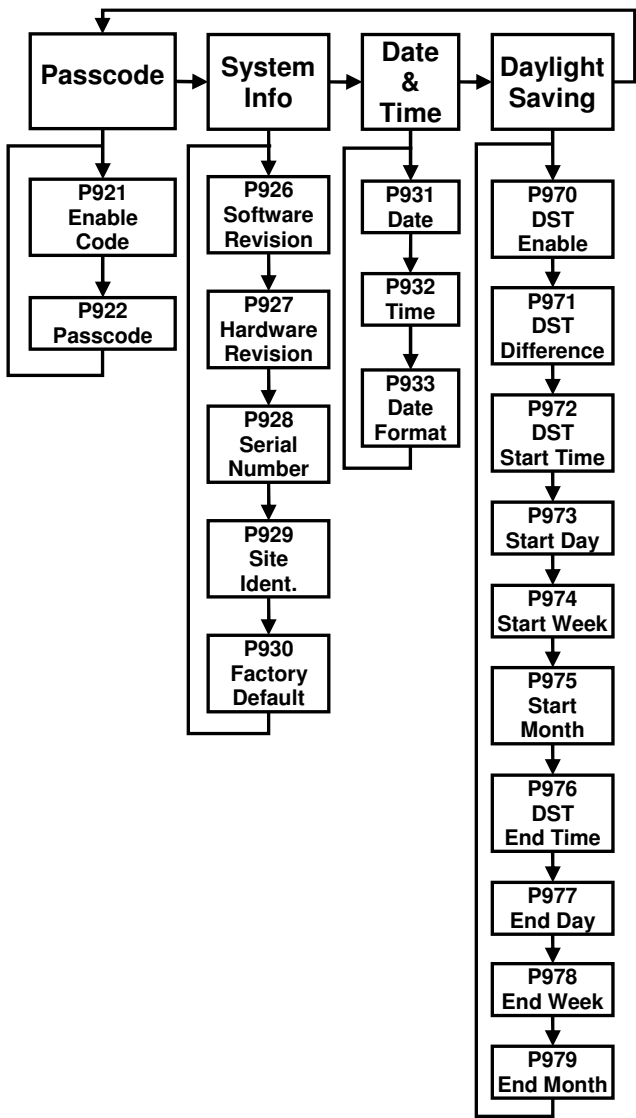 Passcode
System
Info
Date
&
Time
Daylight
Saving
P921
Enable
Code
P922
Passcode
P926
Software
Revision
P927
Hardware
Revision
P928
Serial
Number
P929
Site
Ident.
P930
Factory
Default
P931
Date
P932
Time
P933
Date
Format
P970
DST
Enable
P971
DST
Difference
P972
DST
Start Time
P973
Start Day
P974
Start Week
P975
Start
Month
P976
DST
End Time
P977
End Day
P978
End Week
P979
End Month